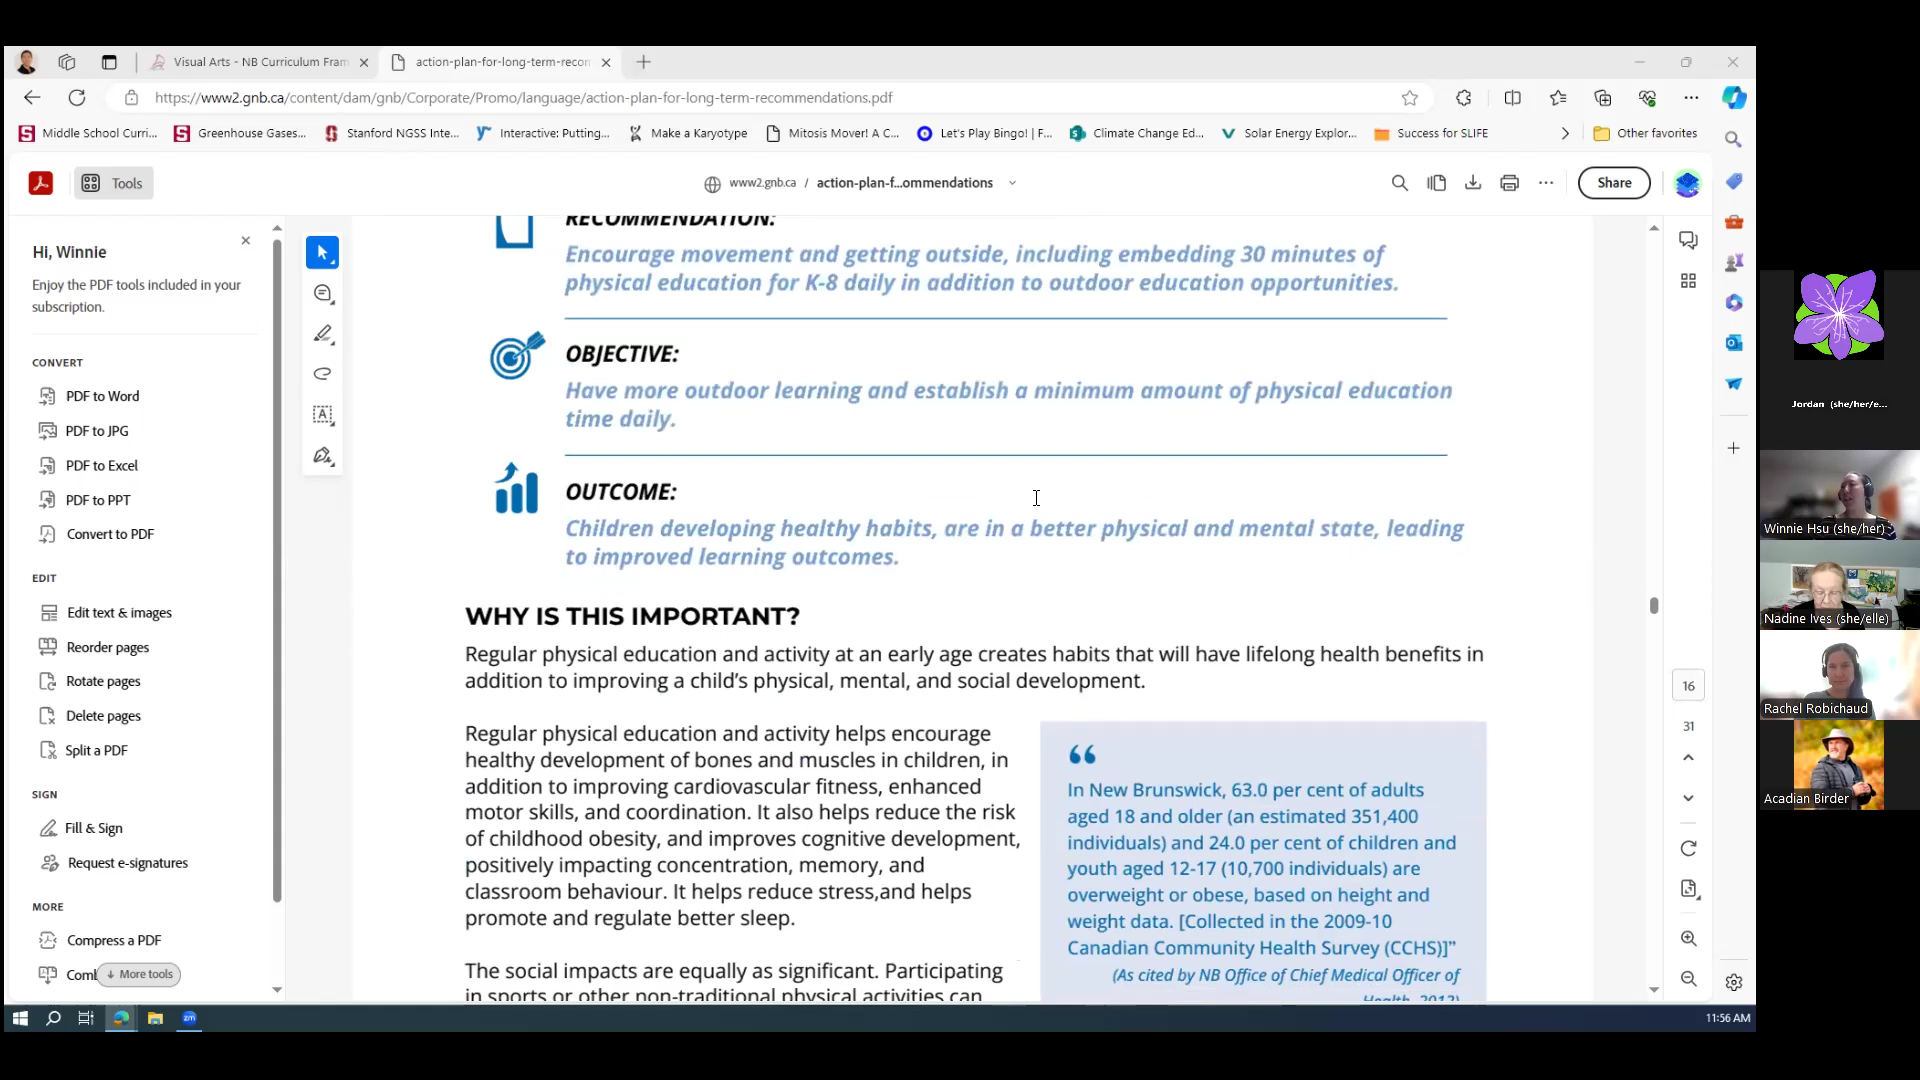 Visual Arts - NB Curriculum Fram
action-plan-for-long-term-recon
https://www2.gnb.ca/content/dam/gnb/Corporate/Promo/language/action-plan-for-long-term-recommendations.pdf
Middle School Curri...
Greenhouse Gases...
Stanford NGSS Inte...
Interactive: Putting...
Make a Karyotype
Mitosis Mover! A C...
Let's Play Bingo! | F...
Climate Change Ed...
Solar Energy Explor...
Success for SLIFE
Other favorites
Tools
www2.gnb.ca / action-plan-f...ommendations
Share
Hi, Winnie
Enjoy the PDF tools included in your
subscription.
CONVERT
PDF to Word
PDF to JPG
PDF to Excel
PDF to PPT
Convert to PDF
EDIT
Edit text & images
Reorder pages
Rotate pages
Delete pages
Split a PDF
SIGN
Fill & Sign
Request e-signatures
MORE
Compress a PDF
Coml
More tools
RECOMMENDATION:
Encourage movement and getting outside, including embedding 30 minutes of
physical education for K-8 daily in addition to outdoor education opportunities.
OBJECTIVE:
Have more outdoor learning and establish a minimum amount of physical education
time daily.
OUTCOME:
Children developing healthy habits, are in a better physical and mental state, leading
to improved learning outcomes.
WHY IS THIS IMPORTANT?
Regular physical education and activity at an early age creates habits that will have lifelong health benefits in
addition to improving a child's physical, mental, and social development.
Regular physical education and activity helps encourage
healthy development of bones and muscles in children, in
addition to improving cardiovascular fitness, enhanced
motor skills, and coordination. It also helps reduce the risk
of childhood obesity, and improves cognitive development,
positively impacting concentration, memory, and
classroom behaviour. It helps reduce stress,and helps
promote and regulate better sleep.
The social impacts are equally as significant. Participating
in sports or other non-traditional physical activities can
“
In New Brunswick, 63.0 per cent of adults
aged 18 and older (an estimated 351,400
individuals) and 24.0 per cent of children and
youth aged 12-17 (10,700 individuals) are
overweight or obese, based on height and
weight data. [Collected in the 2009-10
Canadian Community Health Survey (CCHS)]”
(As cited by NB Office of Chief Medical Officer of
Health, 2012)
16
31
Jordan (she/her/e...
Winnie Hsu (she/her)
Nadine Ives (she/elle)
Rachel Robichaud
Acadian Birder
zm
11:56 AM